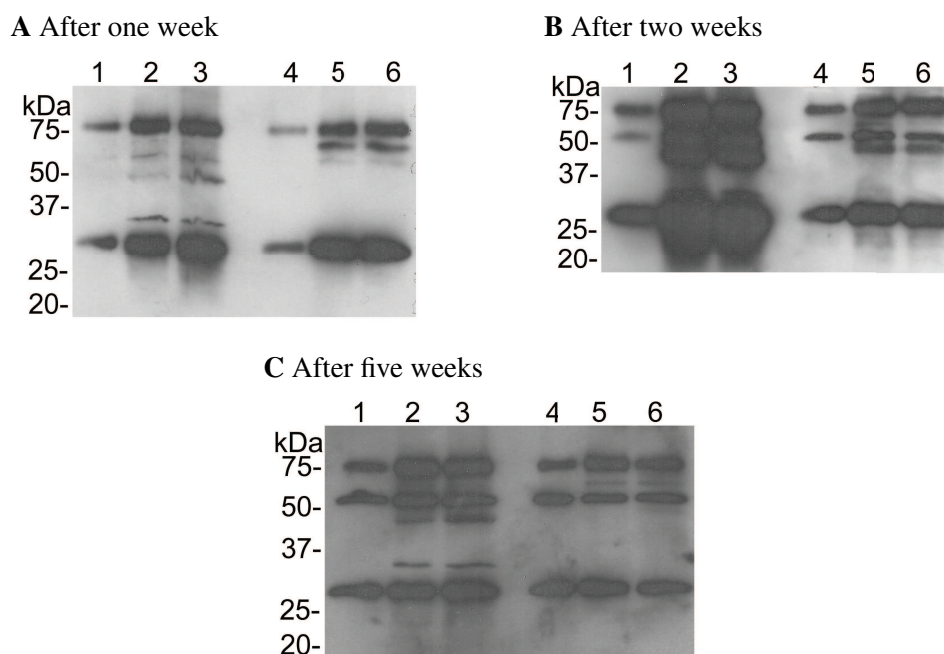 A After one week
1 2 3 4 5 6
kDa
75-
50-
37-
25-
20-
B After two weeks
1 2 3 4 5 6
kDa
75-
50-
37-
25-
20-
C After five weeks
1 2 3 4 5 6
kDa
75-
50-
37-
25-
20-